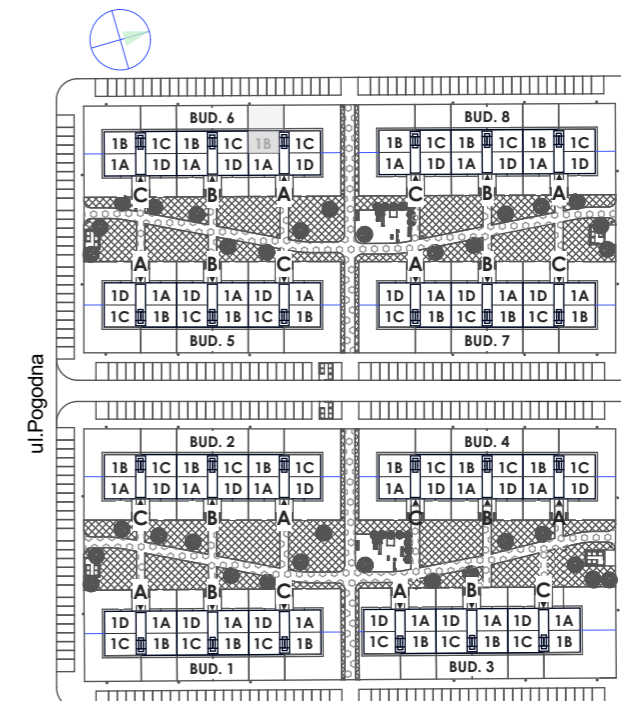 BUD. 6 BUD. 8
1B 1C 1B 1C 1B 1C 1B 1C 1B 1C 1B 1C
1A 1D 1A 1D 1A 1D 1A 1D 1A 1D 1A 1D
C B A C B A
A B C A B C
1D 1A 1D 1A 1D 1A 1D 1A 1D 1A 1D 1A
1C 1B 1C 1B 1C 1B 1C 1B 1C 1B 1C 1B
BUD. 5 BUD. 7
ul.Pogodna
BUD. 2 BUD. 4
1B 1C 1B 1C 1B 1C 1B 1C 1B 1C 1B 1C
1A 1D 1A 1D 1A 1D 1A 1D 1A 1D 1A 1D
C B A C B A
A B C A B C
1D 1A 1D 1A 1D 1A 1D 1A 1D 1A 1D 1A
1C 1B 1C 1B 1C 1B 1C 1B 1C 1B 1C 1B
BUD. 1 BUD. 3